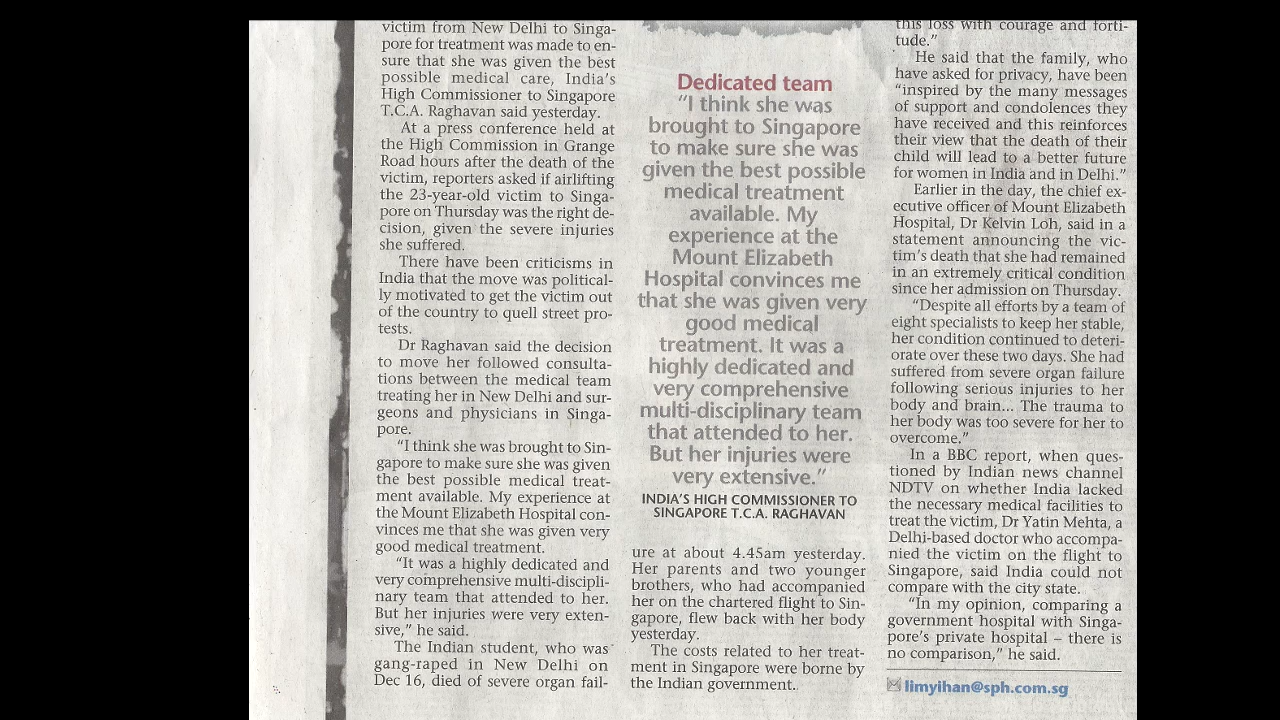 victim from New Delhi to Singa-
pore for treatment was made to en-
sure that she was given the best
possible medical care, India's
High Commissioner to Singapore
T.C.A. Raghavan said yesterday.
At a press conference held at
the High Commission in Grange
Road hours after the death of the
victim, reporters asked if airlifting
the 23-year-old victim to Singa-
pore on Thursday was the right de-
cision, given the severe injuries
she suffered.
There have been criticisms in
India that the move was political-
ly motivated to get the victim out
of the country to quell street pro-
tests.
Dr Raghavan said the decision
to move her followed consulta-
tions between the medical team
treating her in New Delhi and sur-
geons and physicians in Singa-
pore.
"I think she was brought to Sin-
gapore to make sure she was given
the best possible medical treat-
ment available. My experience at
the Mount Elizabeth Hospital con-
vinces me that she was given very
good medical treatment.
"It was a highly dedicated and
very comprehensive multi-discipli-
nary team that attended to her.
But her injuries were very exten-
sive," he said.
The Indian student, who was
gang-raped in New Delhi on
Dec 16, died of severe organ fail-
Dedicated team
"I think she was
brought to Singapore
to make sure she was
given the best possible
medical treatment
available. My
experience at the
Mount Elizabeth
Hospital convinces me
that she was given very
good medical
treatment. It was a
highly dedicated and
very comprehensive
multi-disciplinary team
that attended to her.
But her injuries were
very extensive."
INDIA'S HIGH COMMISSIONER TO
SINGAPORE T.C.A. RAGHAVAN
ure at about 4.45am yesterday.
Her parents and two younger
brothers, who had accompanied
her on the chartered flight to Sin-
gapore, flew back with her body
yesterday.
The costs related to her treat-
ment in Singapore were borne by
the Indian government.
this loss with courage and forti-
tude."
He said that the family, who
have asked for privacy, have been
"inspired by the many messages
of support and condolences they
have received and this reinforces
their view that the death of their
child will lead to a better future
for women in India and in Delhi."
Earlier in the day, the chief ex-
ecutive officer of Mount Elizabeth
Hospital, Dr Kelvin Loh, said in a
statement announcing the vic-
tim's death that she had remained
in an extremely critical condition
since her admission on Thursday.
"Despite all efforts by a team of
eight specialists to keep her stable,
her condition continued to deteri-
orate over these two days. She had
suffered from severe organ failure
following serious injuries to her
body and brain... The trauma to
her body was too severe for her to
overcome."
In a BBC report, when ques-
tioned by Indian news channel
NDTV on whether India lacked
the necessary medical facilities to
treat the victim, Dr Yatin Mehta, a
Delhi-based doctor who accompa-
nied the victim on the flight to
Singapore, said India could not
compare with the city state.
"In my opinion, comparing a
government hospital with Singa-
pore's private hospital – there is
no comparison," he said.
limyihan@sph.com.sg